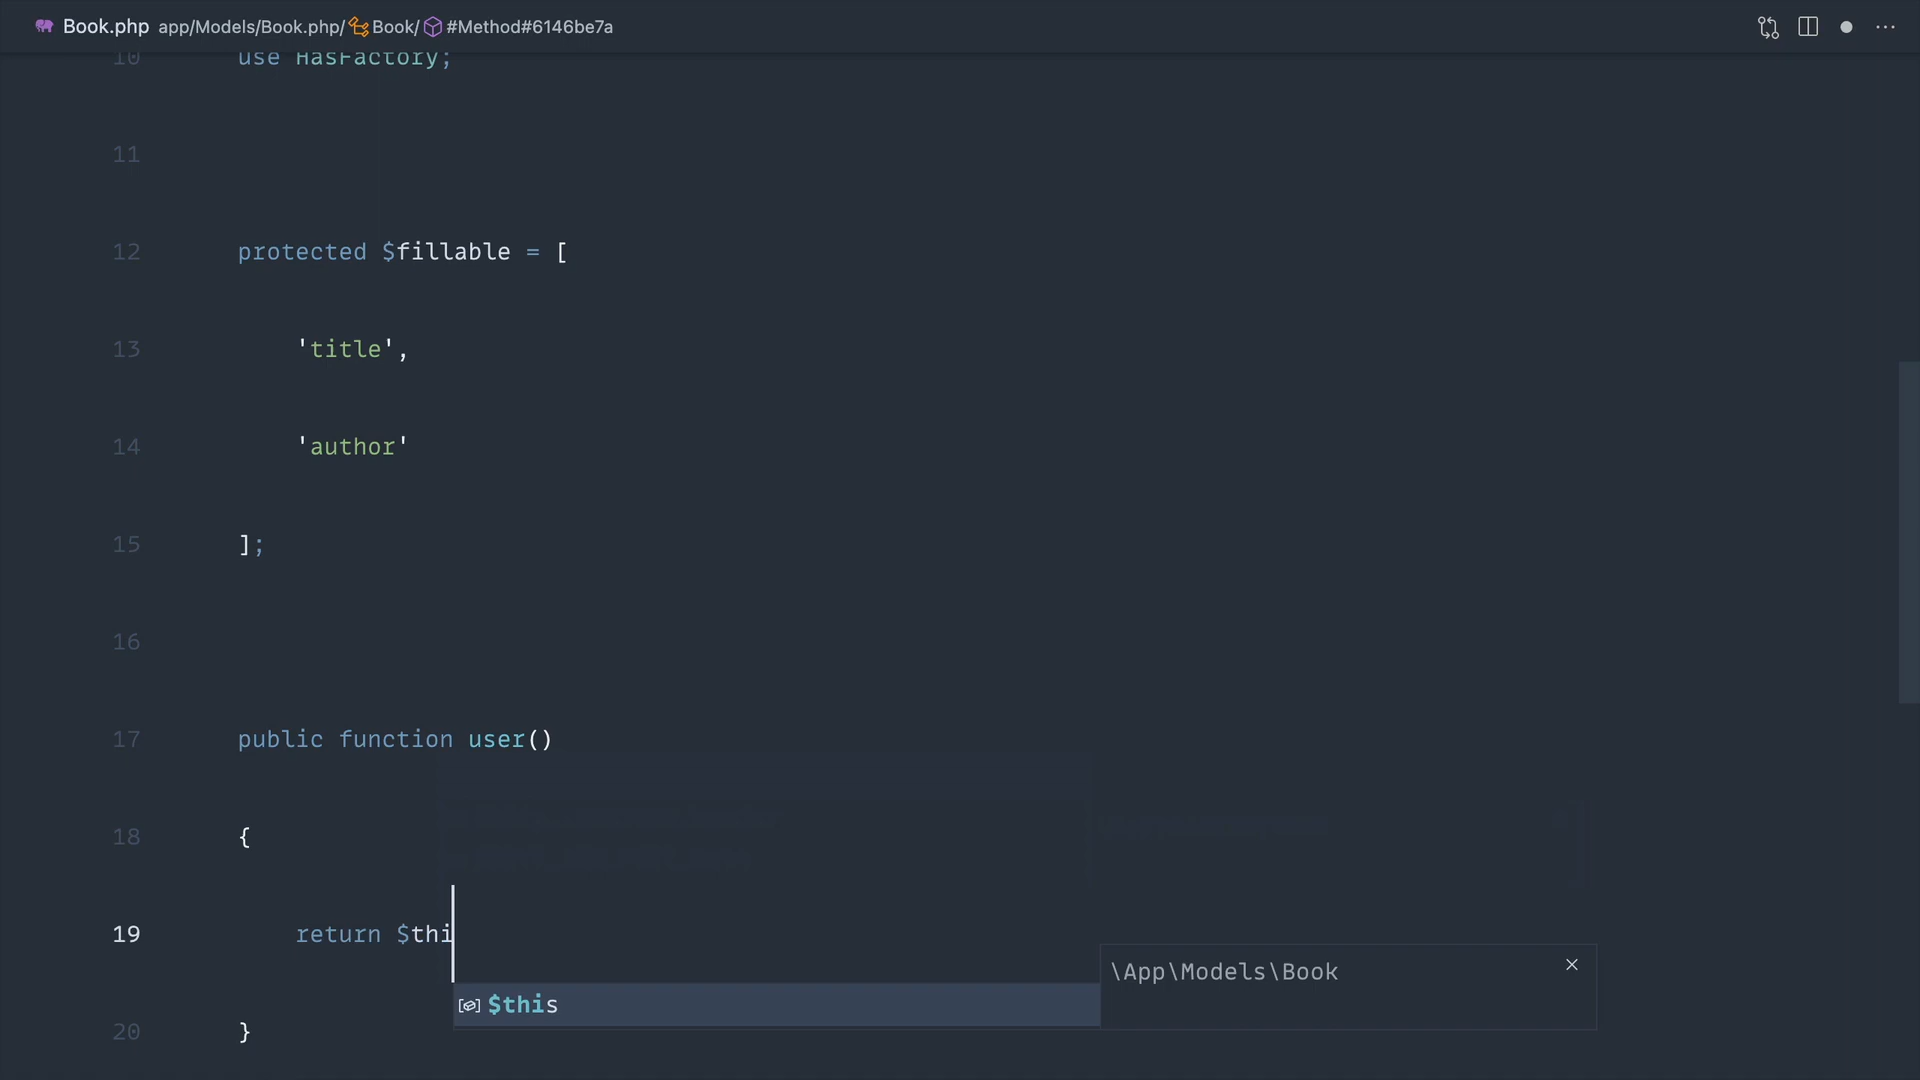 Book.php app/Models/Book.php/Book/#Method#6146be7a
10 use HasFactory;
11
12 protected $fillable = [
13 'title',
14 'author'
15 ];
16
17 public function user()
18 {
19 return $thi
$this
\App\Models\Book
20 }